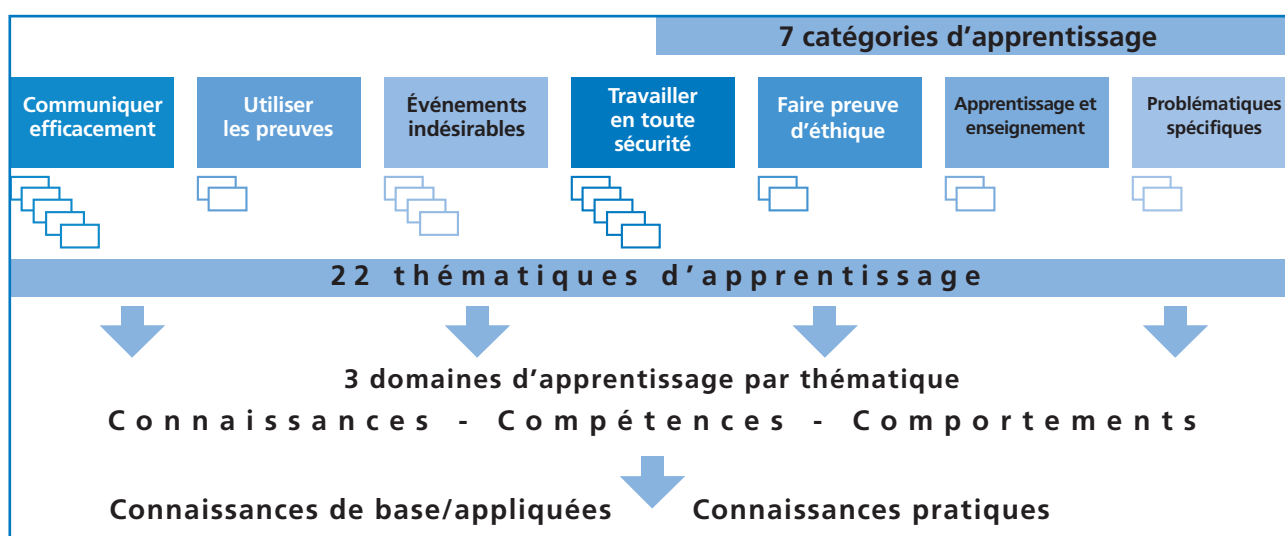 7 catégories d’apprentissage
Communiquer
efficacement
Utiliser
les preuves
Événements
indésirables
Travailler
en toute
sécurité
Faire preuve
d’éthique
Apprentissage et
enseignement
Problématiques
spécifiques
22 thématiques d’apprentissage
3 domaines d’apprentissage par thématique
Connaissances - Compétences - Comportements
Connaissances de base/appliquées
Connaissances pratiques